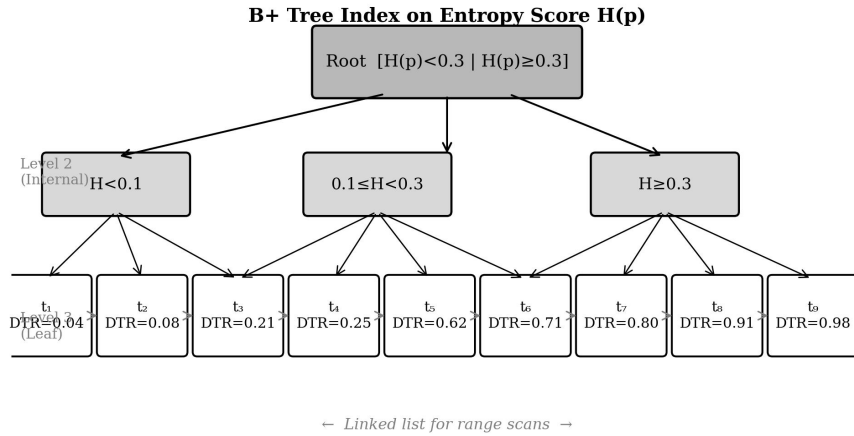 B+ Tree Index on Entropy Score H(p)
Root [H(p)<0.3 | H(p)≥0.3]
Level 2
(Internal)
H<0.1
0.1≤H<0.3
H≥0.3
Level 3
(Leaf)
t₁
DTR=0.04
t₂
DTR=0.08
t₃
DTR=0.21
t₄
DTR=0.25
t₅
DTR=0.62
t₆
DTR=0.71
t₇
DTR=0.80
t₈
DTR=0.91
t₉
DTR=0.98
← Linked list for range scans →